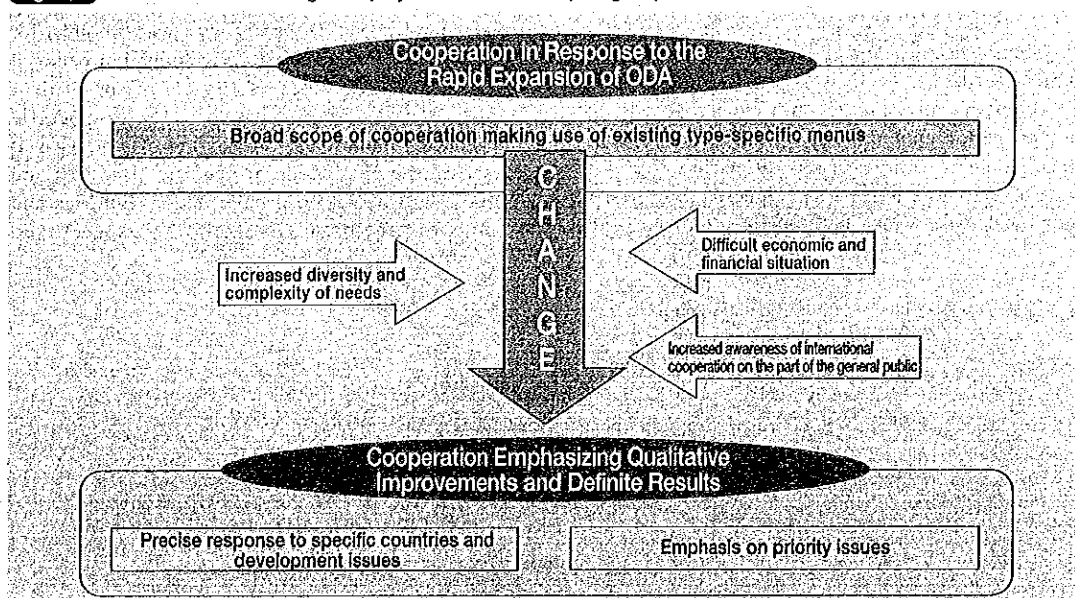 Cooperation in Response to the
Rapid Expansion of ODA
Broad scope of cooperation making use of existing type-specific menus
CHANGE
Difficult economic and
financial situation
Increased diversity and
complexity of needs
Increased awareness of international
cooperation on the part of the general public
Cooperation Emphasizing Qualitative
Improvements and Definite Results
Precise response to specific countries and
development issues
Emphasis on priority issues